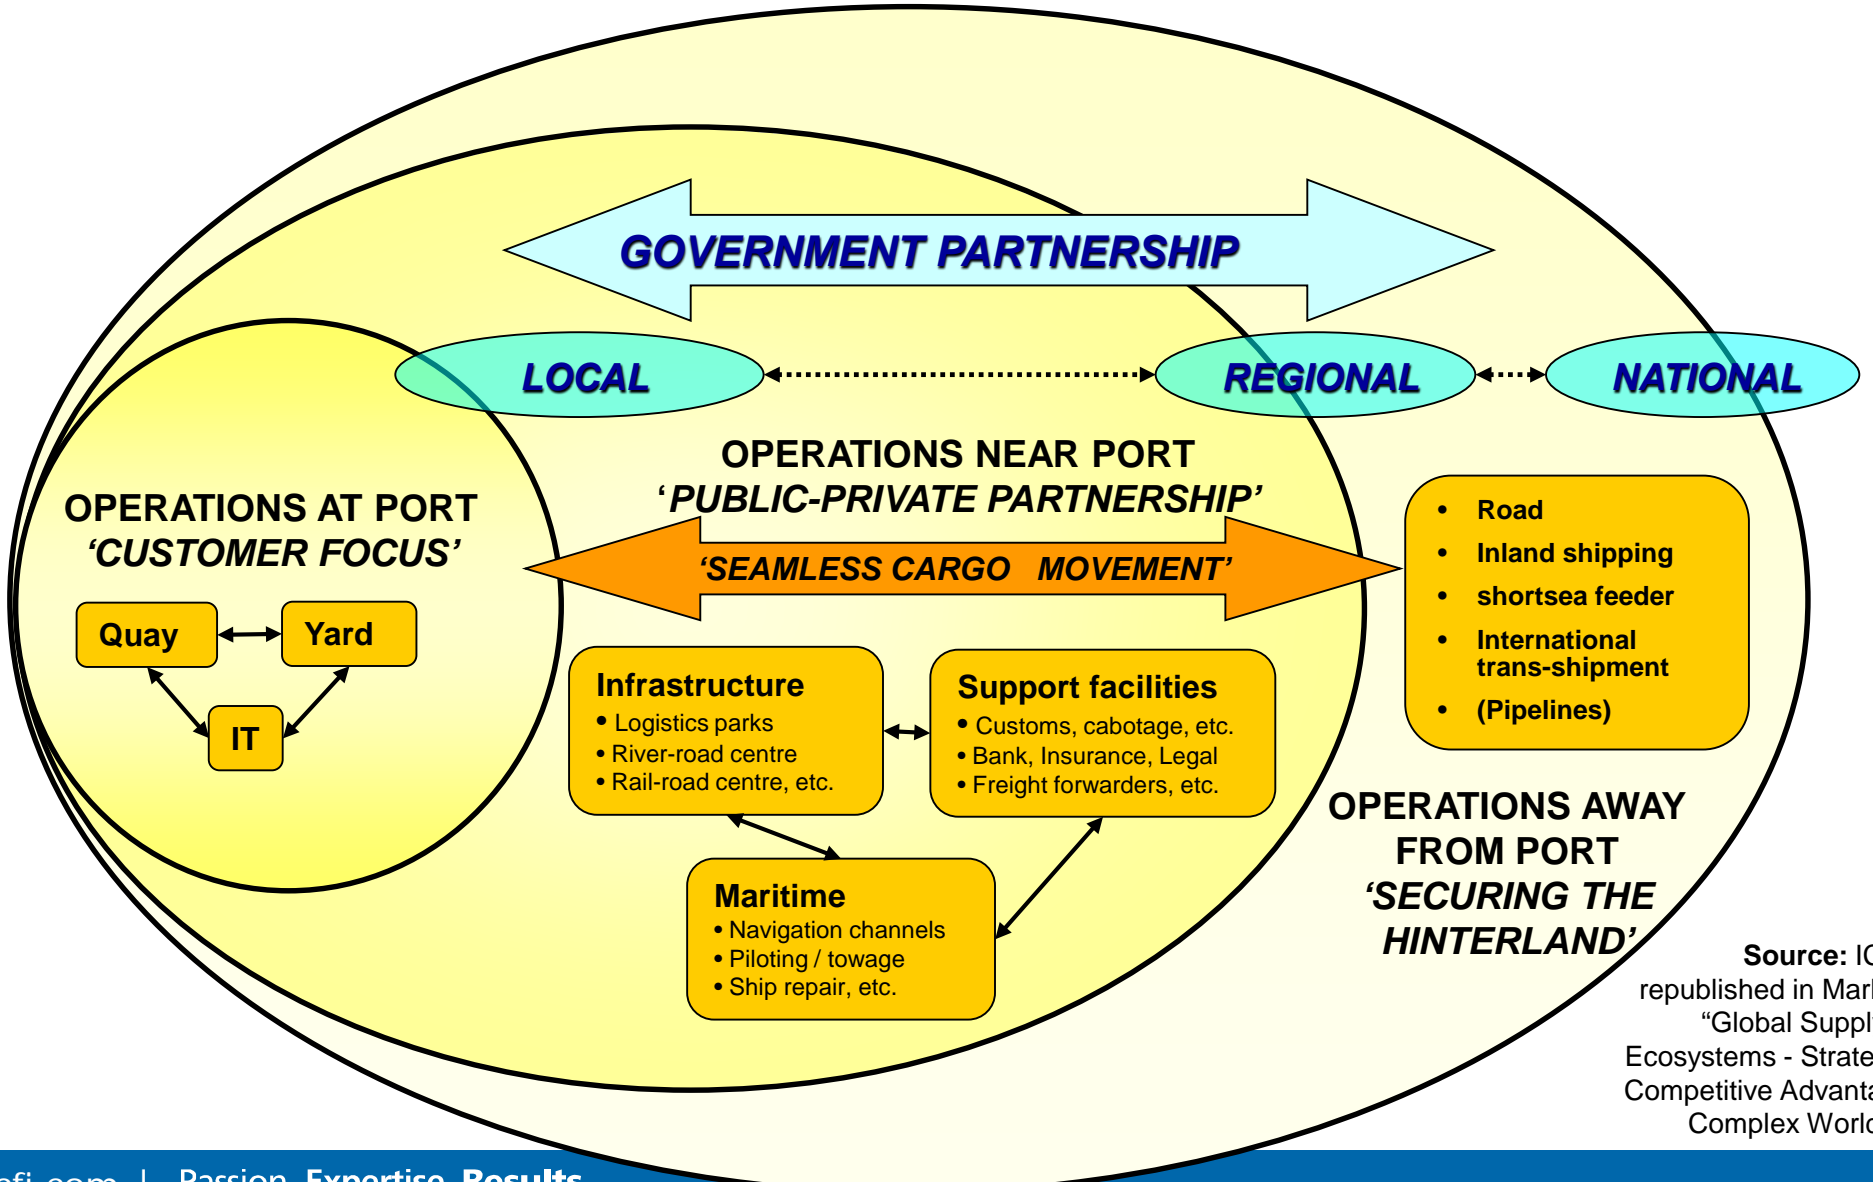 GOVERNMENT PARTNERSHIP
LOCAL
REGIONAL
NATIONAL
OPERATIONS AT PORT
‘CUSTOMER FOCUS’
Quay
Yard
IT
OPERATIONS NEAR PORT
‘PUBLIC-PRIVATE PARTNERSHIP’
‘SEAMLESS CARGO MOVEMENT’
Infrastructure
• Logistics parks
• River-road centre
• Rail-road centre, etc.
Support facilities
• Customs, cabotage, etc.
• Bank, Insurance, Legal
• Freight forwarders, etc.
Maritime
• Navigation channels
• Piloting / towage
• Ship repair, etc.
• Road
• Inland shipping
• shortsea feeder
• International
trans-shipment
• (Pipelines)
OPERATIONS AWAY
FROM PORT
‘SECURING THE
HINTERLAND’
Source:
republished in
“Global
Ecosystems -
Competitive
Complex
| Passion. Expertise. Results.